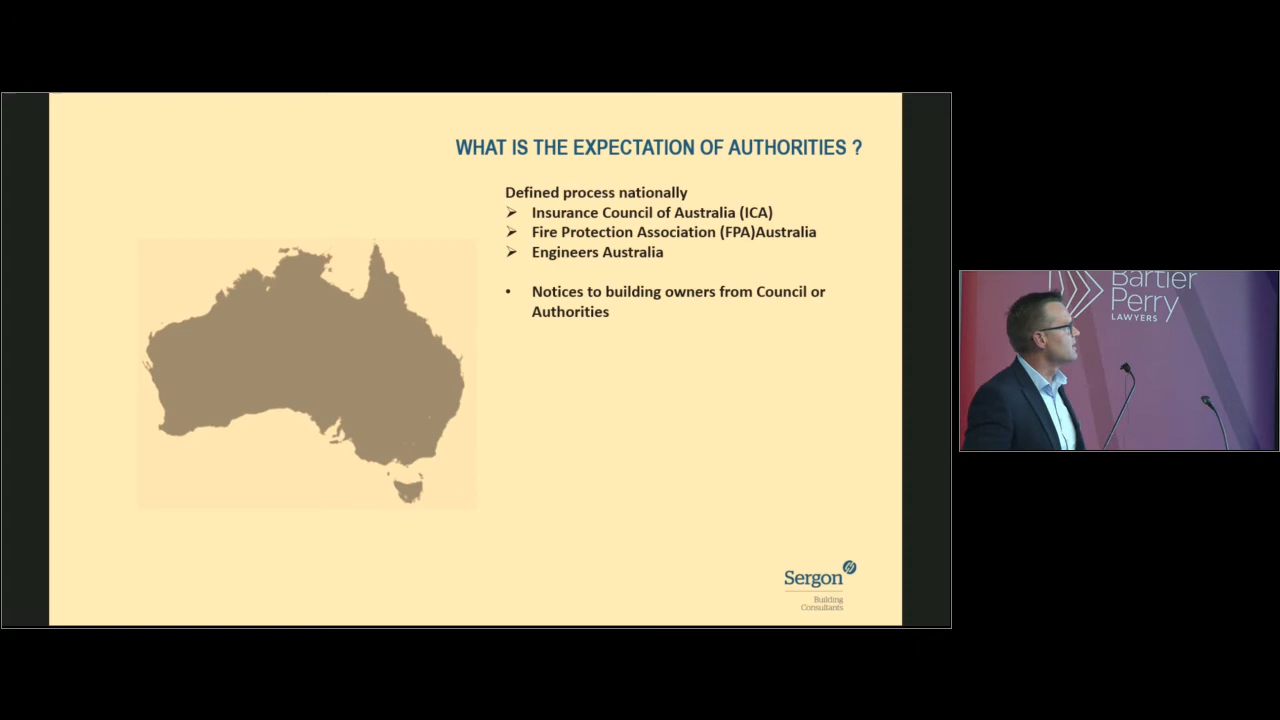 WHAT IS THE EXPECTATION OF AUTHORITIES ?
Defined process nationally
➢ Insurance Council of Australia (ICA)
➢ Fire Protection Association (FPA)Australia
➢ Engineers Australia
• Notices to building owners from Council or
Authorities
Sergon
Building
Consultants
Bartier
Perry
LAWYERS